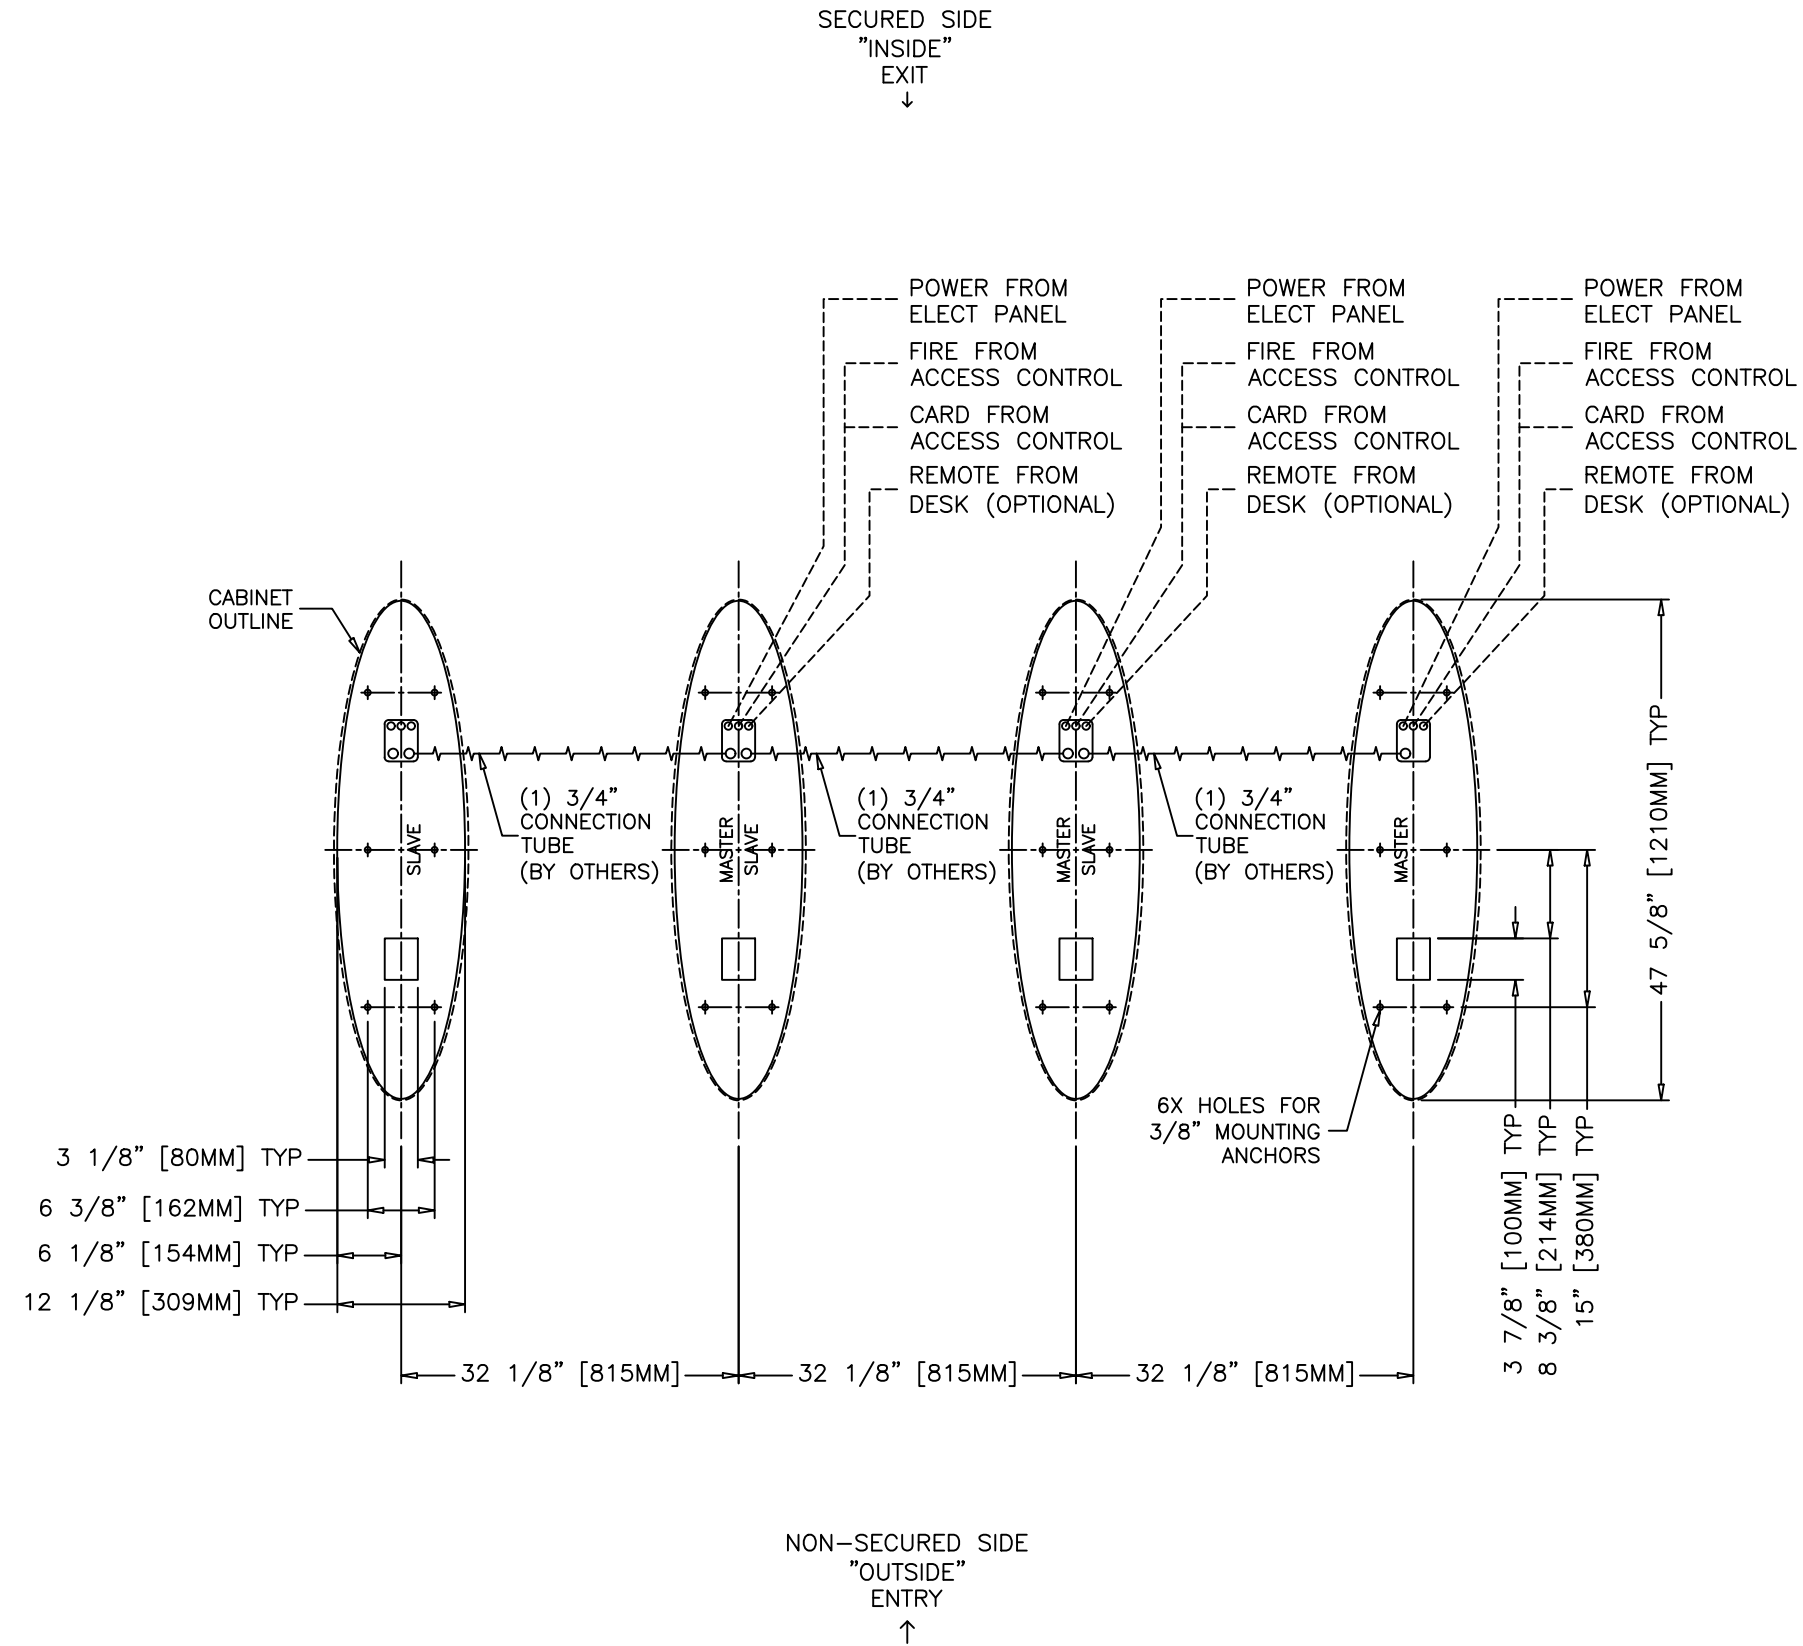 SECURED SIDE
"INSIDE"
EXIT
POWER FROM
ELECT PANEL
FIRE FROM
ACCESS CONTROL
CARD FROM
ACCESS CONTROL
REMOTE FROM
DESK (OPTIONAL)
POWER FROM
ELECT PANEL
FIRE FROM
ACCESS CONTROL
CARD FROM
ACCESS CONTROL
REMOTE FROM
DESK (OPTIONAL)
POWER FROM
ELECT PANEL
FIRE FROM
ACCESS CONTROL
CARD FROM
ACCESS CONTROL
REMOTE FROM
DESK (OPTIONAL)
CABINET
OUTLINE
(1) 3/4"
CONNECTION
TUBE
(BY OTHERS)
(1) 3/4"
CONNECTION
TUBE
(BY OTHERS)
(1) 3/4"
CONNECTION
TUBE
(BY OTHERS)
SLAVE
MASTER
SLAVE
MASTER
SLAVE
MASTER
47 5/8" [1210MM] TYP
6X HOLES FOR
3/8" MOUNTING
ANCHORS
3 7/8" [100MM] TYP
8 3/8" [214MM] TYP
15" [380MM] TYP
3 1/8" [80MM] TYP
6 3/8" [162MM] TYP
6 1/8" [154MM] TYP
12 1/8" [309MM] TYP
32 1/8" [815MM]
32 1/8" [815MM]
32 1/8" [815MM]
NON-SECURED SIDE
"OUTSIDE"
ENTRY